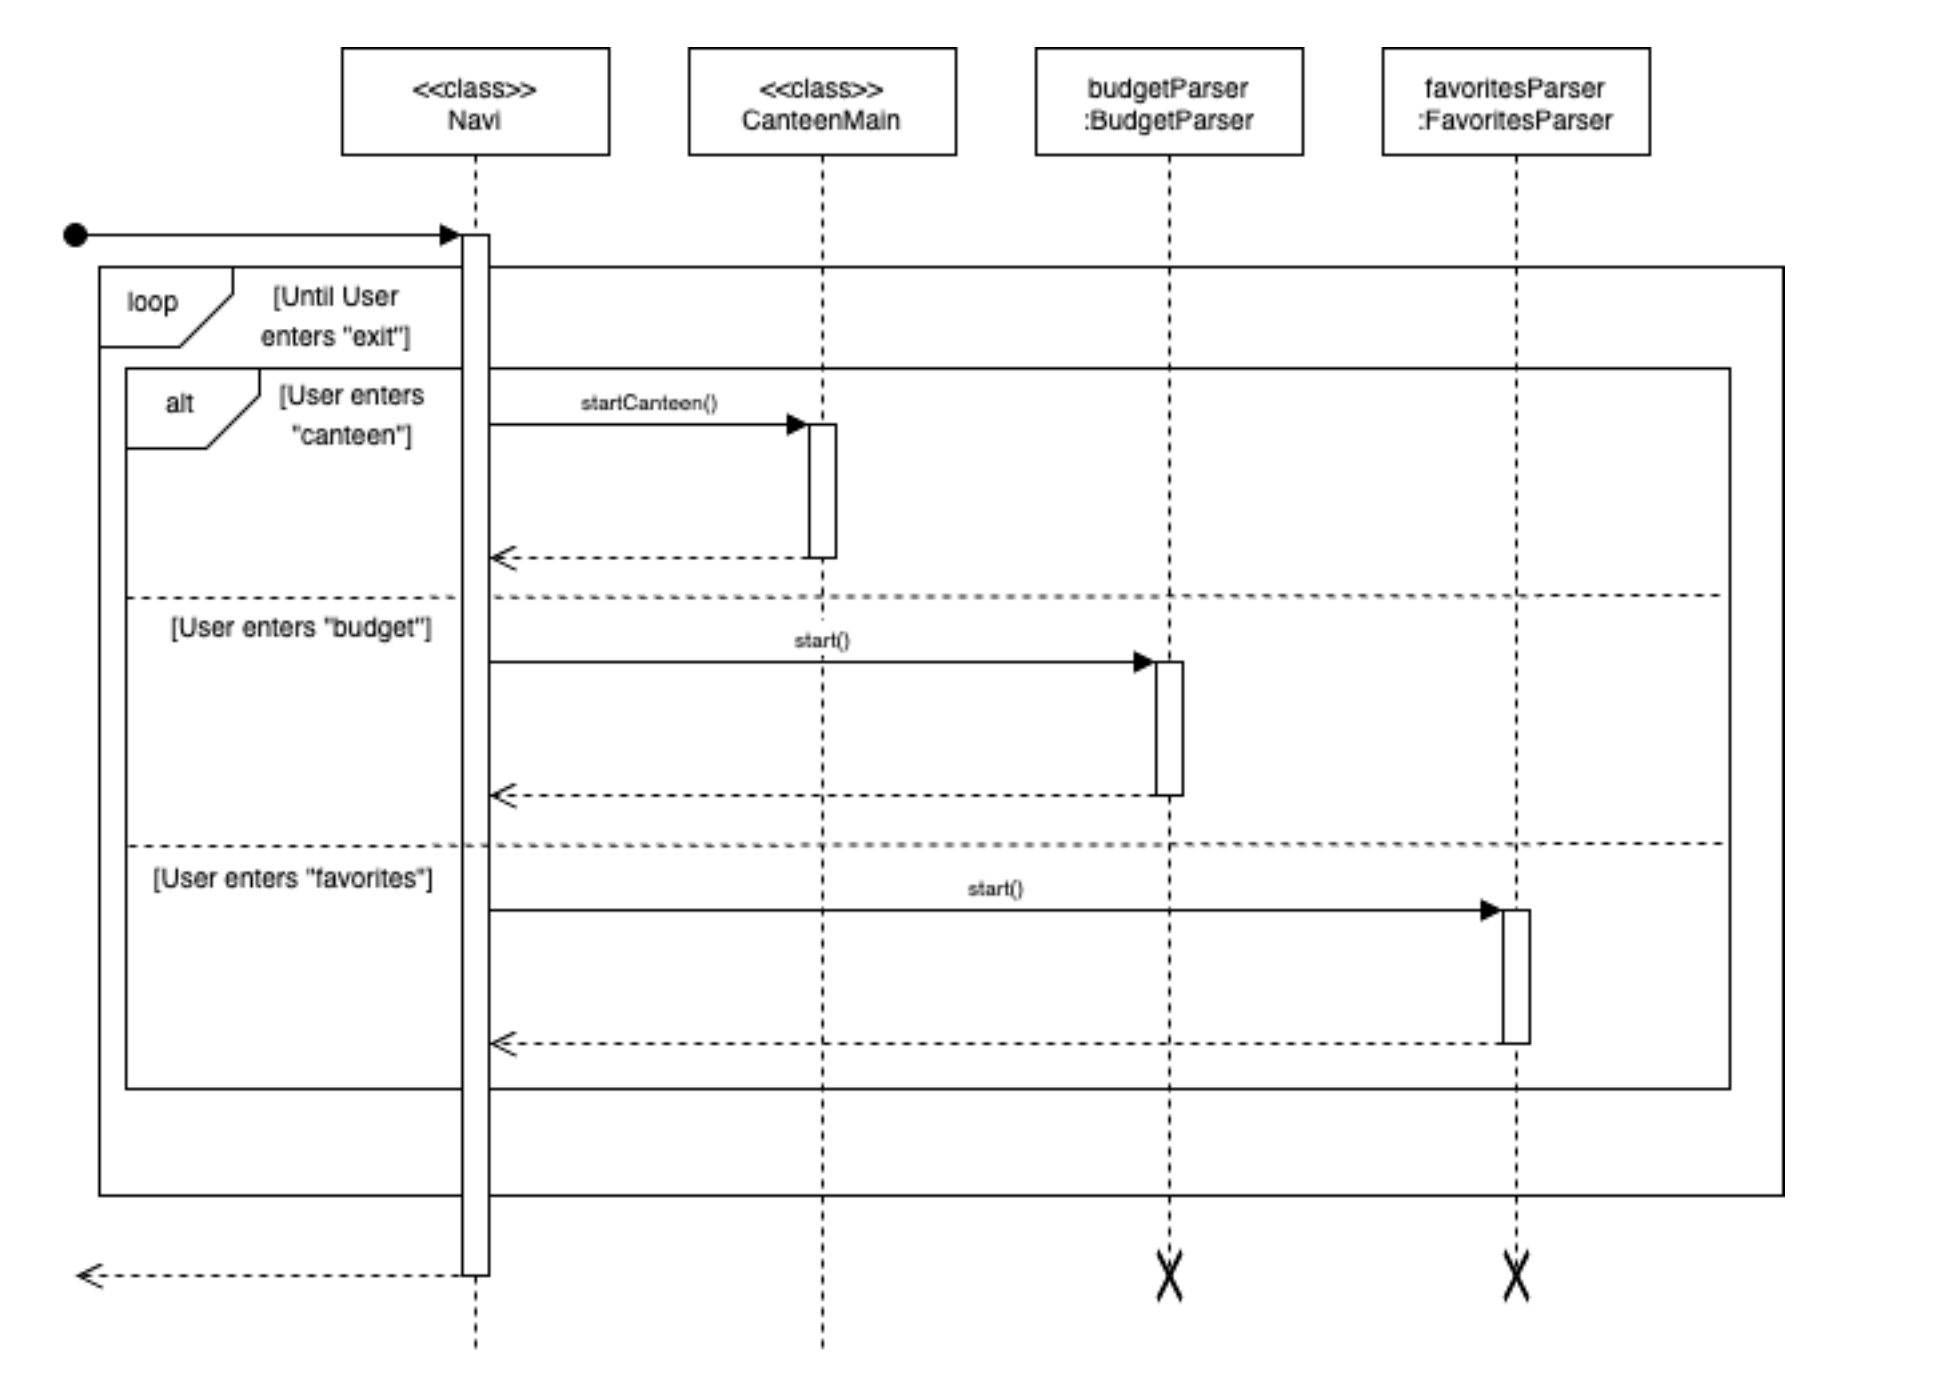 <<class>>
Navi
<<class>>
CanteenMain
budgetParser
:BudgetParser
favoritesParser
:FavoritesParser
loop
[Until User
enters "exit"]
alt
[User enters
"canteen"]
startCanteen()
[User enters "budget"]
start()
[User enters "favorites"]
start()